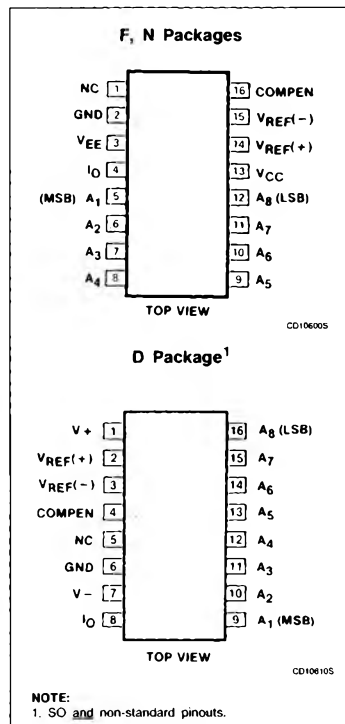 F, N Packages
NC 1 16 COMPEN
GND 2 15 VREF(-)
VEE 3 14 VREF(+)
IO 4 13 VCC
(MSB) A1 5 12 A8 (LSB)
A2 6 11 A7
A3 7 10 A6
A4 8 9 A5
TOP VIEW
CD10600S
D Package1
V+ 1 16 A8 (LSB)
VREF(+) 2 15 A7
VREF(-) 3 14 A6
COMPEN 4 13 A5
NC 5 12 A4
GND 6 11 A3
V- 7 10 A2
IO 8 9 A1 (MSB)
TOP VIEW
CD10610S
NOTE:
1. SO and non-standard pinouts.